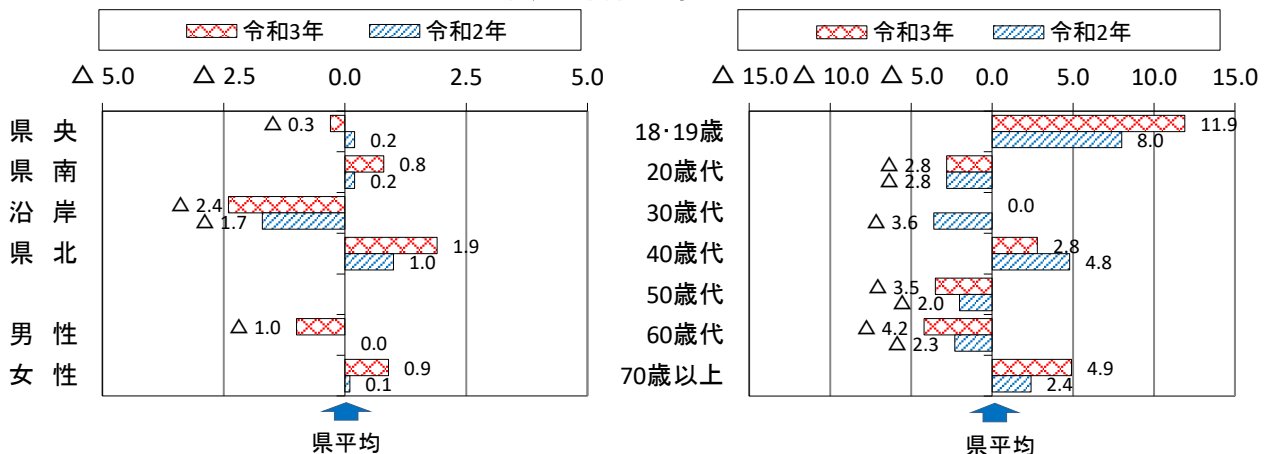 令和3年 令和2年
△ 5.0 △ 2.5 0.0 2.5 5.0
県央 △ 0.3
0.2
県南 0.8
0.2
沿岸 △ 2.4
△ 1.7
県北 1.9
1.0
男性 △ 1.0
0.0
女性 0.9
0.1
県平均
令和3年 令和2年
△ 15.0 △ 10.0 △ 5.0 0.0 5.0 10.0 15.0
18・19歳 11.9
8.0
20歳代 △ 2.8
△ 2.8
30歳代 0.0
△ 3.6
40歳代 2.8
4.8
50歳代 △ 3.5
△ 2.0
60歳代 △ 4.2
△ 2.3
70歳以上 4.9
2.4
県平均